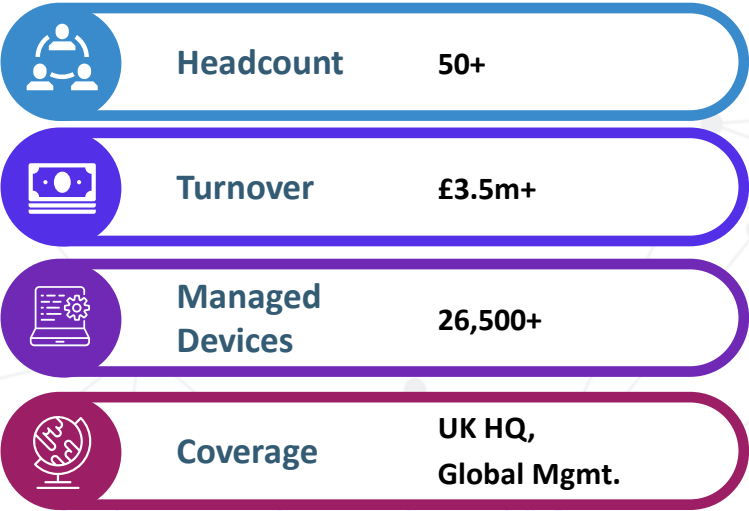 Headcount 50+
Turnover £3.5m+
Managed
Devices
26,500+
Coverage
UK HQ,
Global Mgmt.